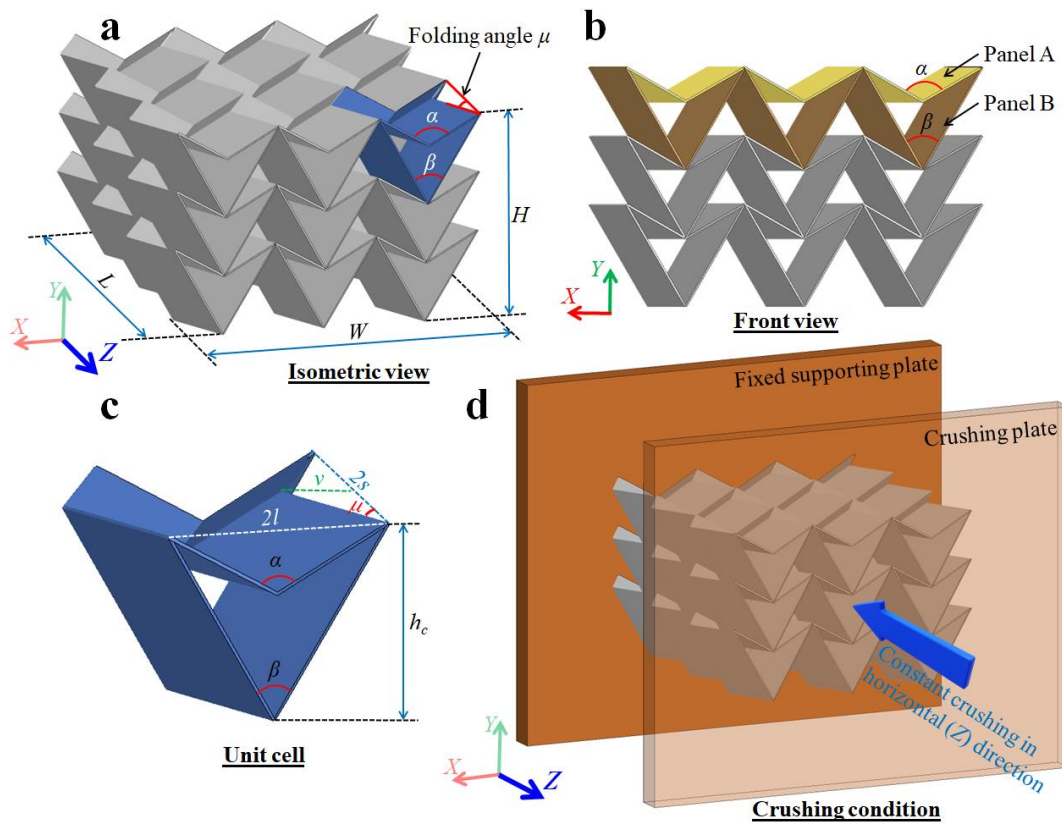 a
Folding angle μ
α
β
H
L
W
Y
X
Z
Isometric view
b
α
Panel A
Panel B
β
Y
X
Front view
c
v
2s
μ
2l
α
h_c
β
Unit cell
d
Fixed supporting plate
Crushing plate
Constant crushing in
horizontal (Z) direction
Y
X
Z
Crushing condition